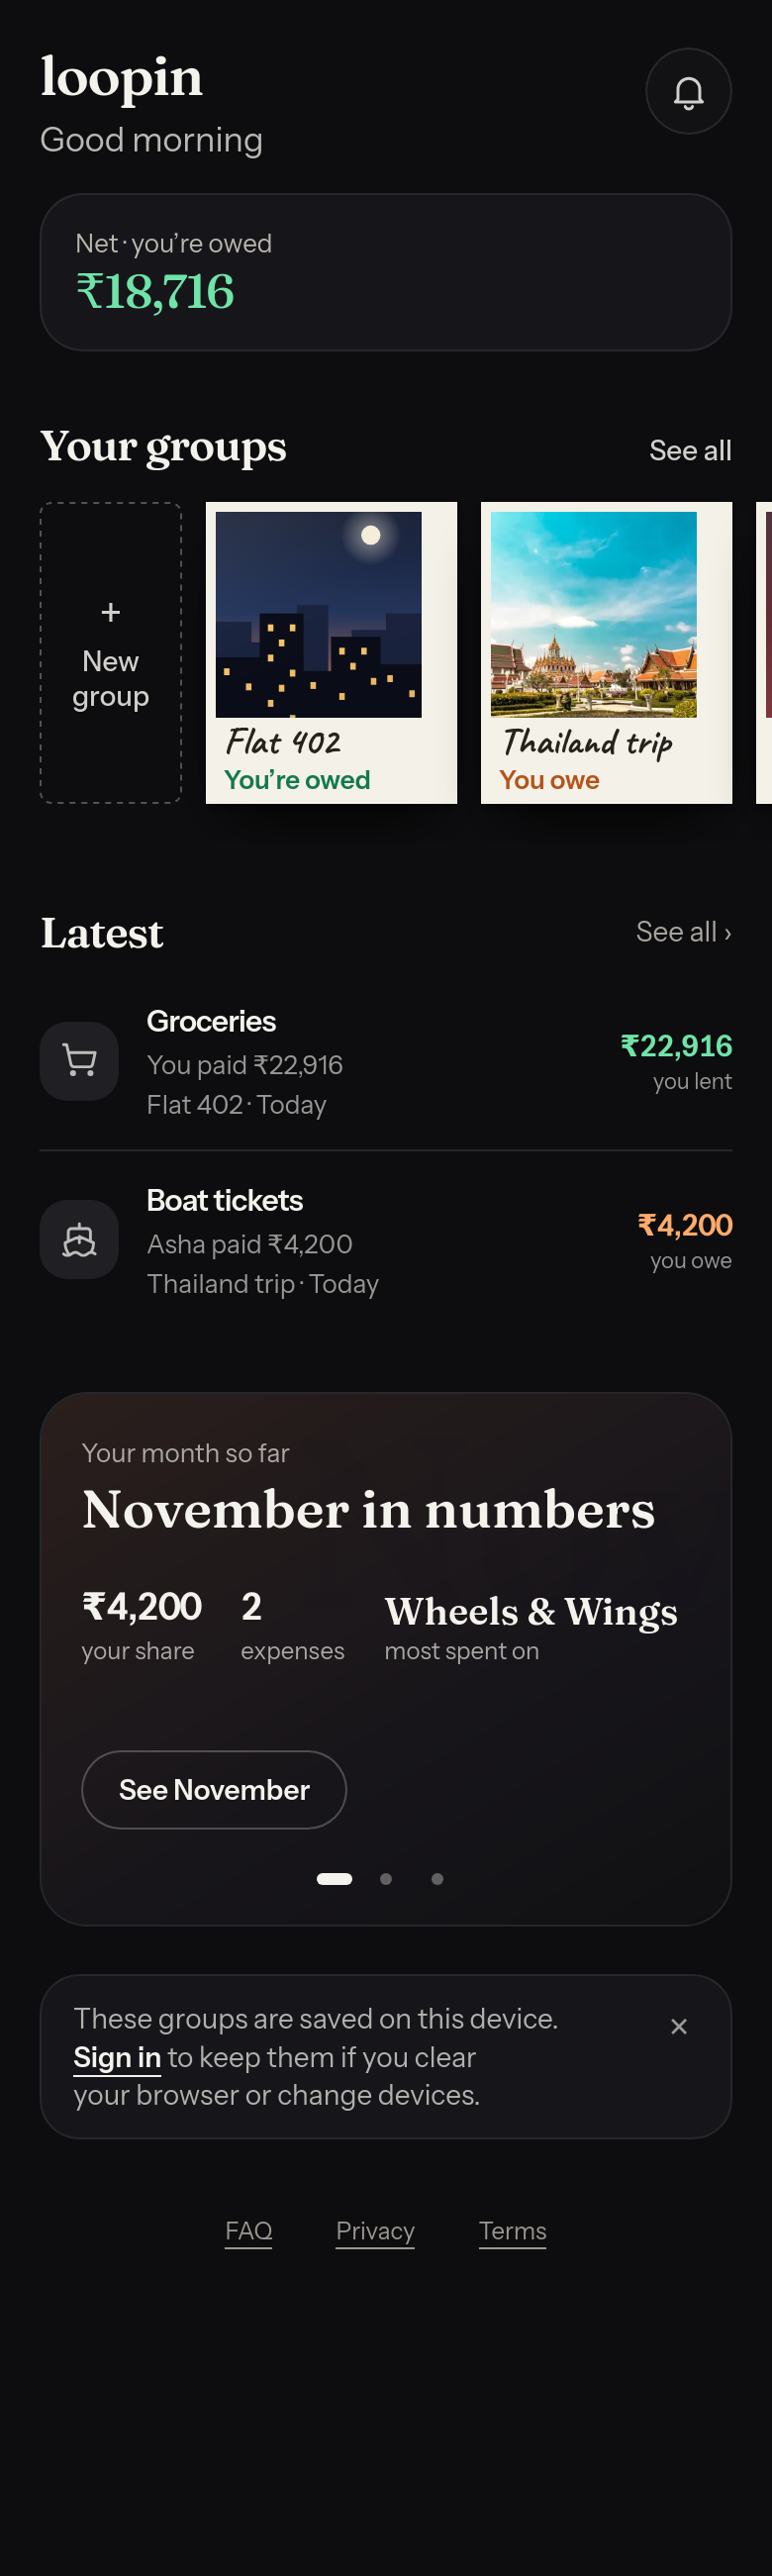 loopin
Good morning
Net · you’re owed
₹18,716
Your groups
See all
+
New
group
Flat 402
You’re owed
Thailand trip
You owe
Latest
See all ›
Groceries
You paid ₹22,916
Flat 402 · Today
₹22,916
you lent
Boat tickets
Asha paid ₹4,200
Thailand trip · Today
₹4,200
you owe
Your month so far
November in numbers
₹4,200
your share
2
expenses
Wheels & Wings
most spent on
See November
These groups are saved on this device.
Sign in to keep them if you clear
your browser or change devices.
×
FAQ
Privacy
Terms